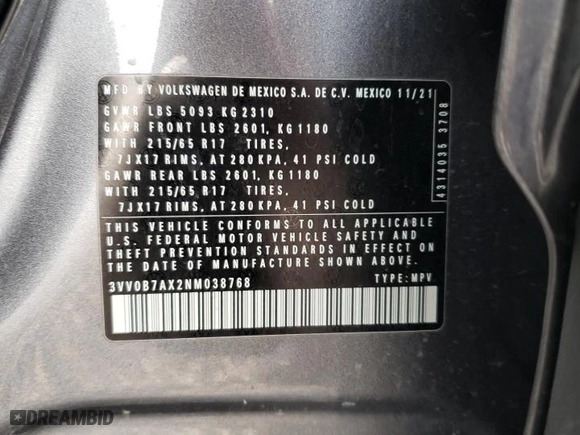 MFD BY VOLKSWAGEN DE MEXICO S.A. DE C.V. MEXICO 11/21
GVWR LBS 5093 KG 2310
GAWR FRONT LBS 2601, KG 1180
WITH 215/65 R17 TIRES,
7JX17 RIMS, AT 280 KPA, 41 PSI COLD
GAWR REAR LBS 2601, KG 1180
WITH 215/65 R17 TIRES,
7JX17 RIMS, AT 280 KPA, 41 PSI COLD
THIS VEHICLE CONFORMS TO ALL APPLICABLE
U.S. FEDERAL MOTOR VEHICLE SAFETY AND
THEFT PREVENTION STANDARDS IN EFFECT ON
THE DATE OF MANUFACTURE SHOWN ABOVE.
3VV0B7AX2NM038768 TYPE: MPV
4314035 3708
DREAMBID